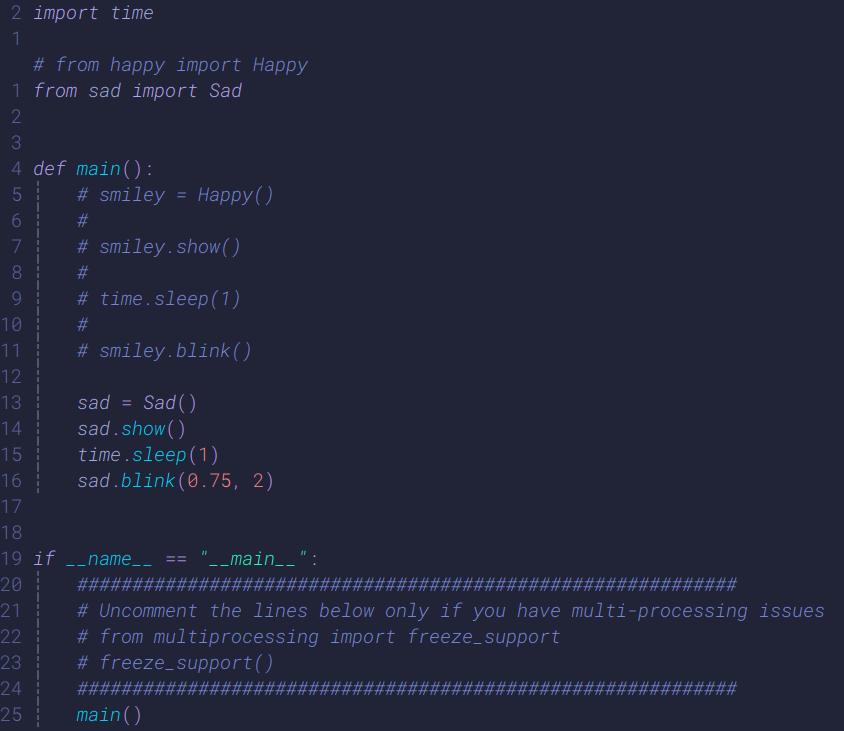 2 import time
1
# from happy import Happy
1 from sad import Sad
2
3
4 def main():
5     # smiley = Happy()
6     #
7     # smiley.show()
8     #
9     # time.sleep(1)
10     #
11     # smiley.blink()
12
13     sad = Sad()
14     sad.show()
15     time.sleep(1)
16     sad.blink(0.75, 2)
17
18
19 if __name__ == "__main__":
20     ############################################################
21     # Uncomment the lines below only if you have multi-processing issues
22     # from multiprocessing import freeze_support
23     # freeze_support()
24     ############################################################
25     main()